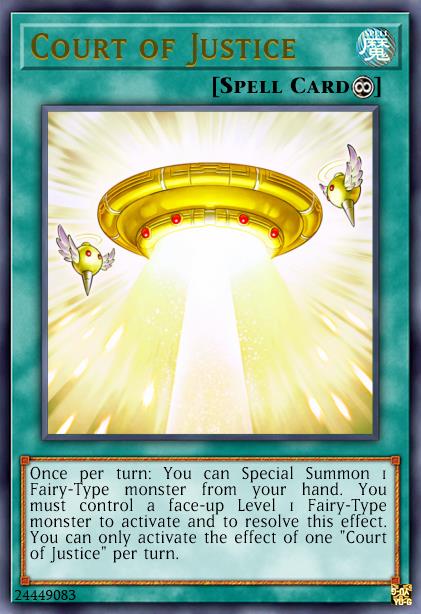 Court of Justice
SPELL
魔
[Spell Card]
Once per turn: You can Special Summon 1
Fairy-Type monster from your hand. You
must control a face-up Level 1 Fairy-Type
monster to activate and to resolve this effect.
You can only activate the effect of one "Court
of Justice" per turn.
24449083